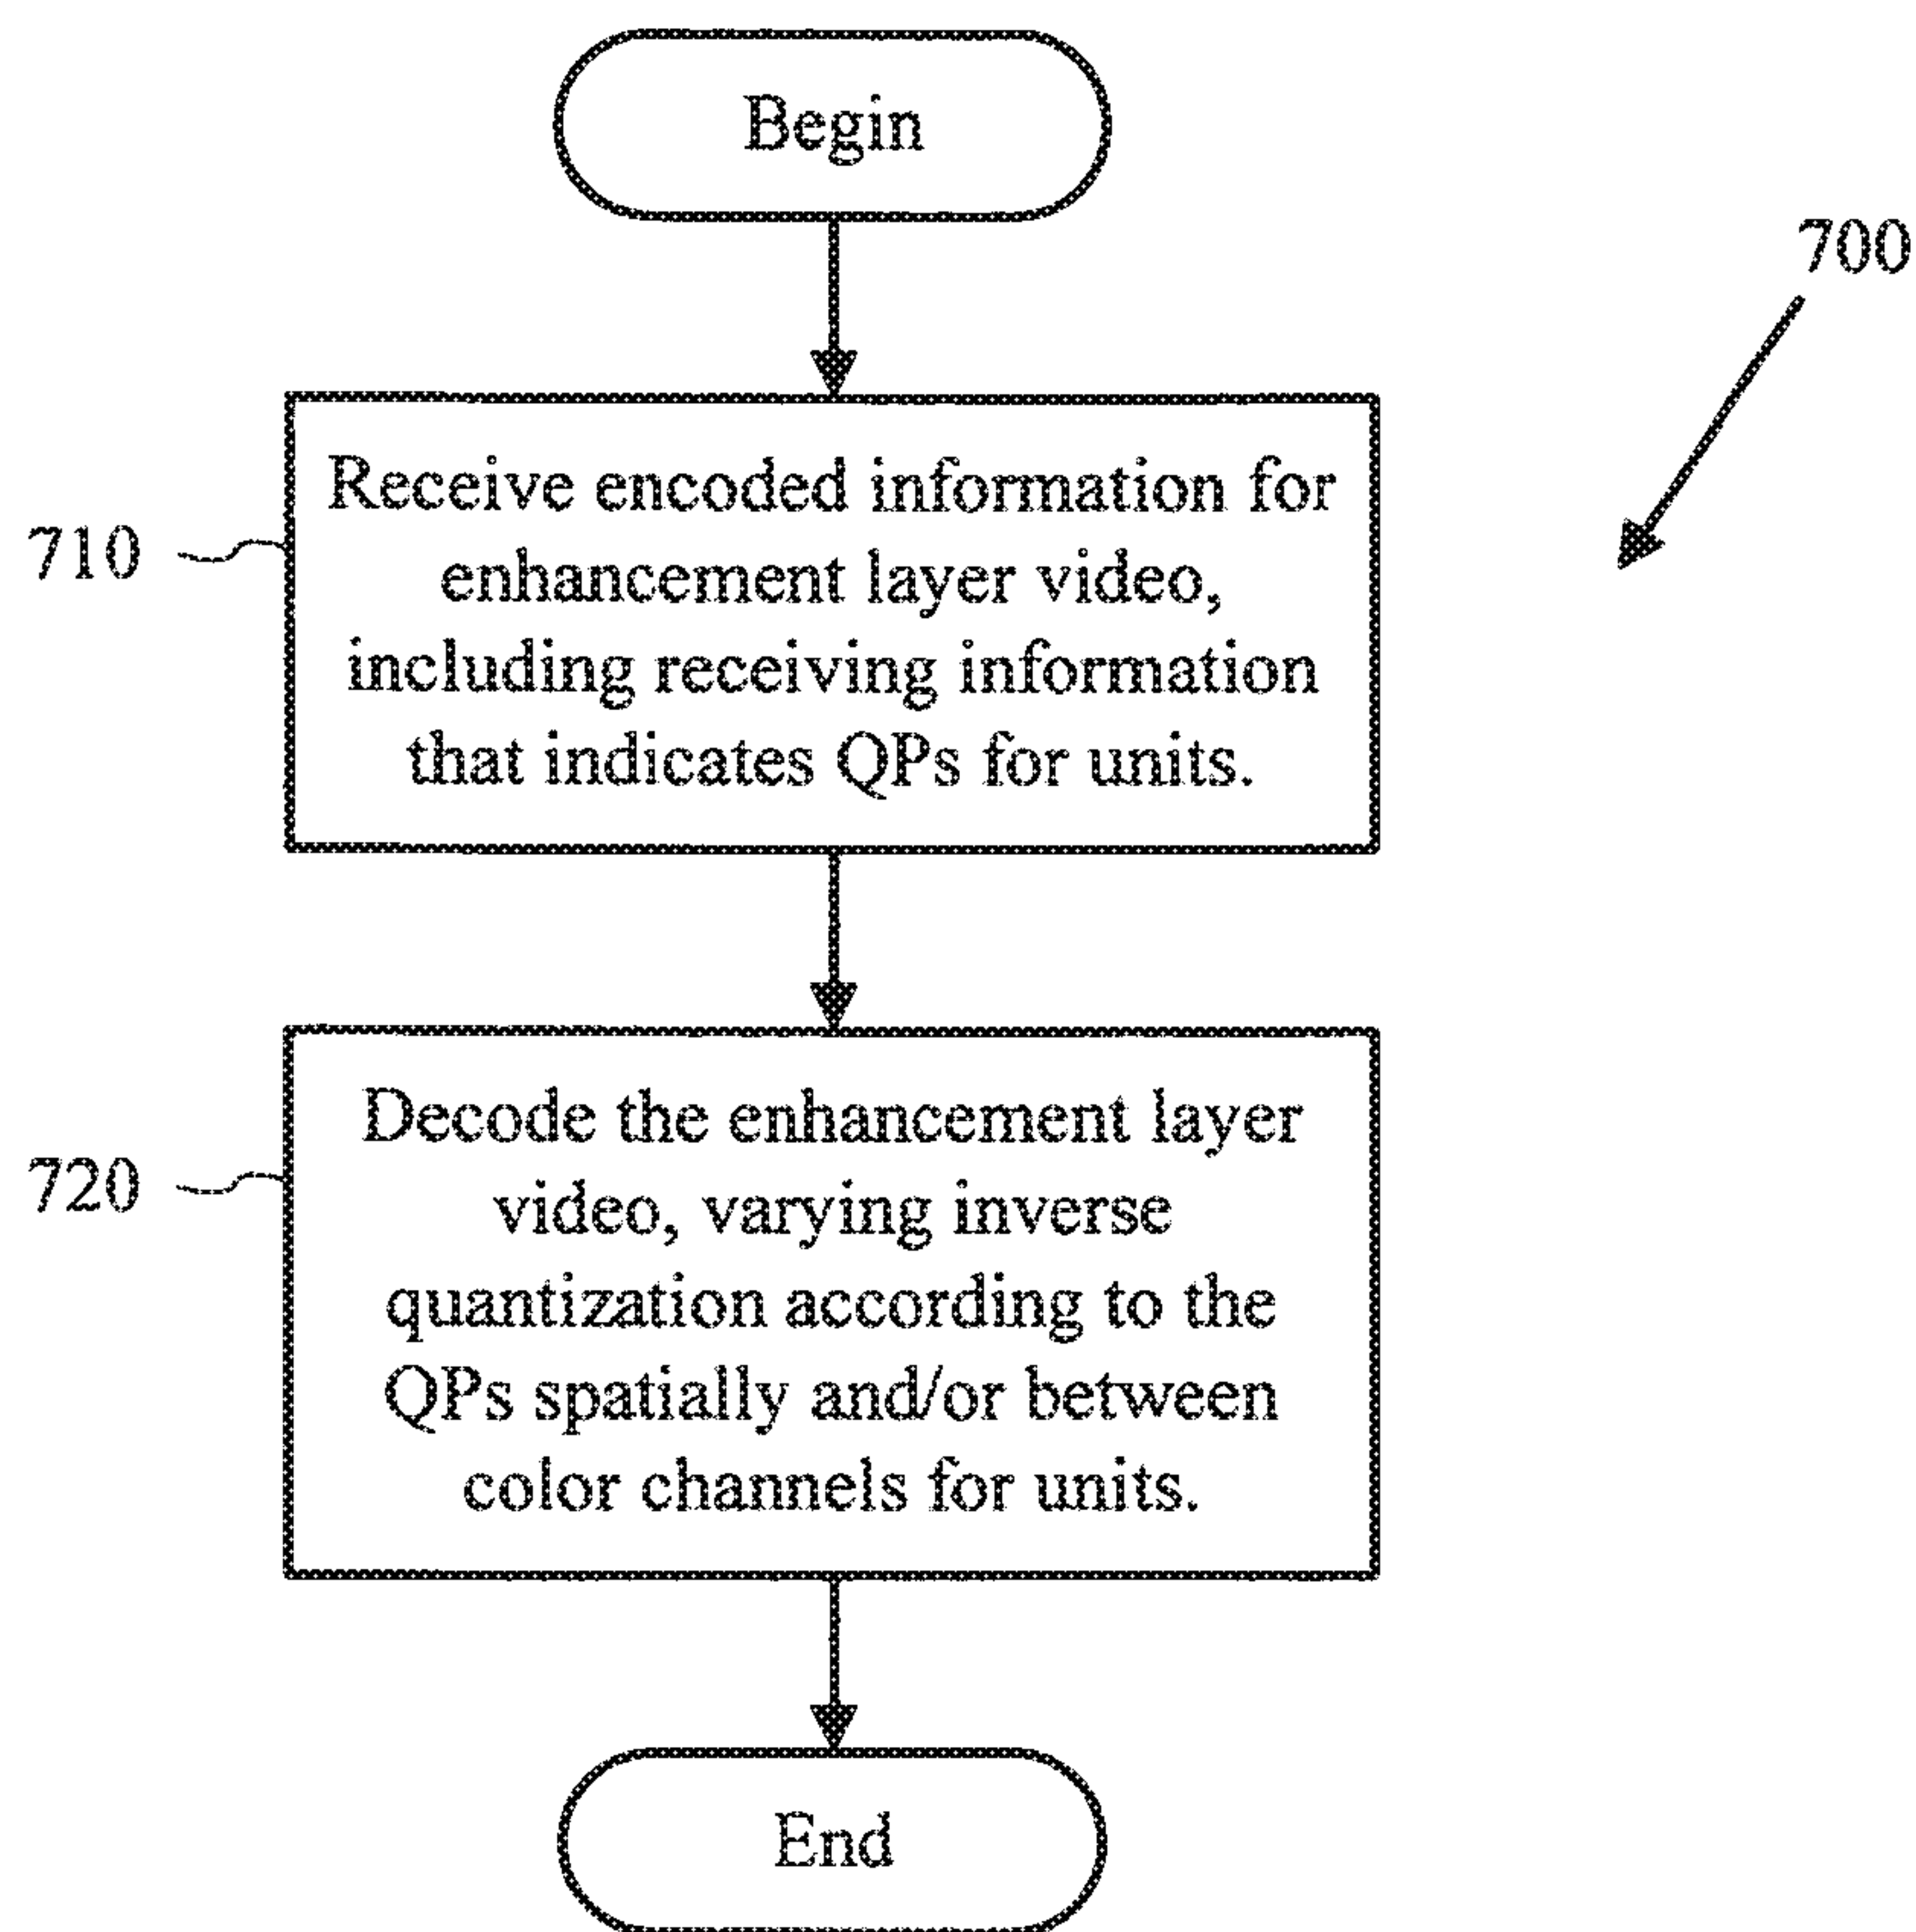 Begin
700
710
Receive encoded information for
enhancement layer video,
including receiving information
that indicates QPs for units.
720
Decode the enhancement layer
video, varying inverse
quantization according to the
QPs spatially and/or between
color channels for units.
End